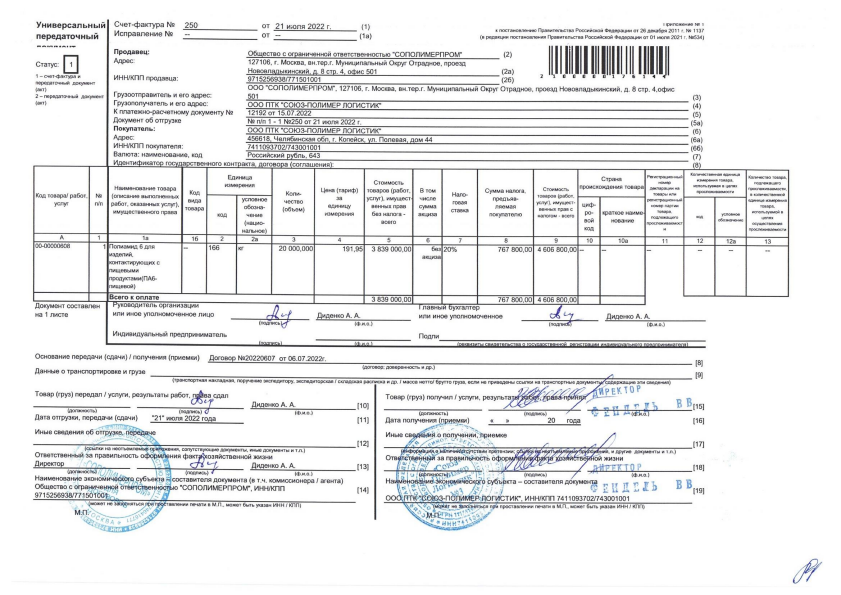 Универсальный
передаточный
документ
Счет-фактура № 250 от 21 июля 2022 г. (1)
Исправление № -- от -- (1а)
Приложение № 1
к постановлению Правительства Российской Федерации от 26 декабря 2011 г. № 1137
(в редакции постановления Правительства Российской Федерации от 01 июля 2021 г. №534)
Статус: 1
1 – счет-фактура и
передаточный документ
(акт)
2 – передаточный документ
(акт)
Продавец: Общество с ограниченной ответственностью "СОПОЛИМЕРПРОМ" (2)
Адрес: 127106, г. Москва, вн.тер.г. Муниципальный Округ Отрадное, проезд
Нововладыкинский, д. 8 стр. 4, офис 501 (2а)
ИНН/КПП продавца: 9715256938/771501001 (2б)
Грузоотправитель и его адрес: ООО "СОПОЛИМЕРПРОМ", 127106, г. Москва, вн.тер.г. Муниципальный Округ Отрадное, проезд Нововладыкинский, д. 8 стр. 4,офис
501 (3)
Грузополучатель и его адрес: ООО ПТК "СОЮЗ-ПОЛИМЕР ЛОГИСТИК" (4)
К платежно-расчетному документу № 12192 от 15.07.2022 (5)
Документ об отгрузке № п/п 1 - 1 №250 от 21 июля 2022 г. (5а)
Покупатель: ООО ПТК "СОЮЗ-ПОЛИМЕР ЛОГИСТИК" (6)
Адрес: 456618, Челябинская обл, г. Копейск, ул. Полевая, дом 44 (6а)
ИНН/КПП покупателя: 7411093702/743001001 (6б)
Валюта: наименование, код Российский рубль, 643 (7)
Идентификатор государственного контракта, договора (соглашения): (8)
Код товара/ работ, услуг
№ п/п
Наименование товара (описание выполненных работ, оказанных услуг), имущественного права
Код вида товара
Единица измерения
код
условное обозна-чение (нацио-нальное)
Коли-чество (объем)
Цена (тариф) за единицу измерения
Стоимость товаров (работ, услуг), имущест-венных прав без налога - всего
В том числе сумма акциза
Нало-говая ставка
Сумма налога, предъяв-ляемая покупателю
Стоимость товаров (работ, услуг), имущест-венных прав с налогом - всего
Страна происхождения товара
циф-ровой код
краткое наиме-нование
Регистрационный номер декларации на товары или регистрационный номер партии товара, подлежащего прослеживаемости
Количественная единица измерения товара, используемая в целях прослеживаемости
код
условное обозначение
Количество товара, подлежащего прослеживаемости, в количественной единице измерения товара, используемой в целях осуществления прослеживаемости
А 1 1а 1б 2 2а 3 4 5 6 7 8 9 10 10а 11 12 12а 13
00-00000608 1 Полиамид 6 для изделий, контактирующих с пищевыми продуктами(ПА6-пищевой) -- 166 кг 20 000,000 191,95 3 839 000,00 без акциза 20% 767 800,00 4 606 800,00 -- -- -- -- -- --
Всего к оплате 3 839 000,00 767 800,00 4 606 800,00
Документ составлен
на 1 листе
Руководитель организации
или иное уполномоченное лицо Диденко А. А.
(подпись) (ф.и.о.)
Главный бухгалтер
или иное уполномоченное Диденко А. А.
(подпись) (ф.и.о.)
Индивидуальный предприниматель
(подпись) (ф.и.о.)
Подпи
(реквизиты свидетельства о государственной регистрации индивидуального предпринимателя)
Основание передачи (сдачи) / получения (приемки) Договор №20220607 от 06.07.2022г. [8]
(договор; доверенность и др.)
Данные о транспортировке и грузе [9]
(транспортная накладная, поручение экспедитору, экспедиторская / складская расписка и др. / масса нетто/ брутто груза, если не приведены ссылки на транспортные документы, содержащие эти сведения)
Товар (груз) передал / услуги, результаты работ, права сдал
Диденко А. А. [10]
(должность) (подпись) (ф.и.о.)
Дата отгрузки, передачи (сдачи) "21" июля 2022 года [11]
Иные сведения об отгрузке, передаче
[12]
(ссылки на неотъемлемые приложения, сопутствующие документы, иные документы и т.п.)
Ответственный за правильность оформления факта хозяйственной жизни
Директор Диденко А. А. [13]
(должность) (подпись) (ф.и.о.)
Наименование экономического субъекта – составителя документа (в т.ч. комиссионера / агента)
Общество с ограниченной ответственностью "СОПОЛИМЕРПРОМ", ИНН/КПП
9715256938/771501001 [14]
(может не заполняться при проставлении печати в М.П., может быть указан ИНН / КПП)
М.П.
Товар (груз) получил / услуги, результаты работ, права принял
ДИРЕКТОР
ФЕНДЕЛЬ ВВ [15]
(должность) (подпись) (ф.и.о.)
Дата получения (приемки) « » 20 года [16]
Иные сведения о получении, приемке
[17]
(информация о наличии/отсутствии претензии; ссылки на неотъемлемые приложения, и другие документы и т.п.)
Ответственный за правильность оформления факта хозяйственной жизни
ДИРЕКТОР [18]
(должность) (подпись) (ф.и.о.)
ФЕНДЕЛЬ ВВ
Наименование экономического субъекта – составителя документа
ООО ПТК "СОЮЗ-ПОЛИМЕР ЛОГИСТИК", ИНН/КПП 7411093702/743001001 [19]
(может не заполняться при проставлении печати в М.П., может быть указан ИНН / КПП)
М.П.